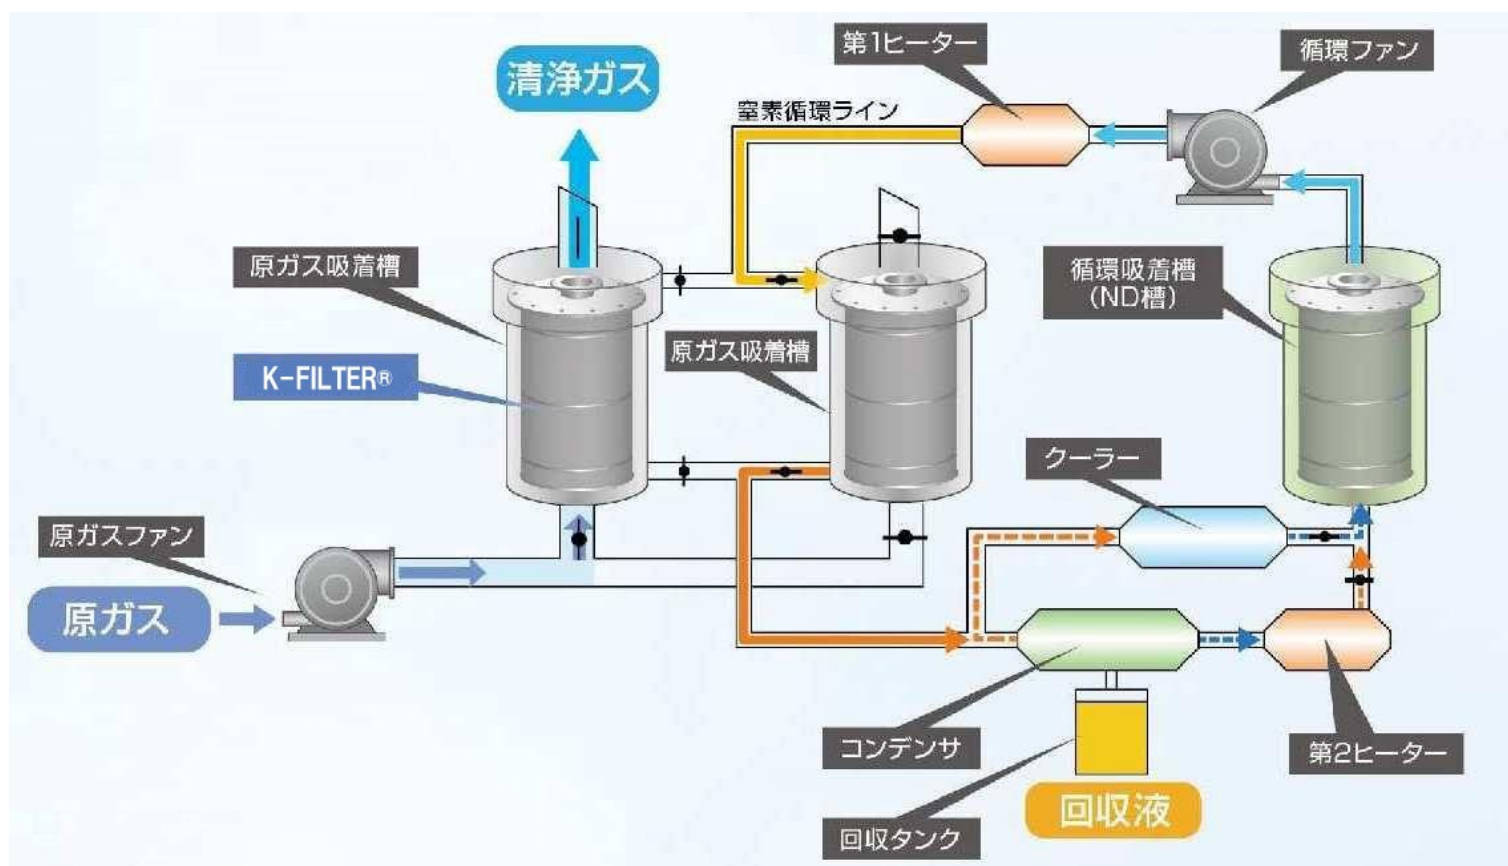 第1ヒーター
循環ファン
清浄ガス
窒素循環ライン
原ガス吸着槽
循環吸着槽
（ND槽）
原ガス吸着槽
K-FILTER®
クーラー
原ガスファン
原ガス
コンデンサ
第2ヒーター
回収液
回収タンク